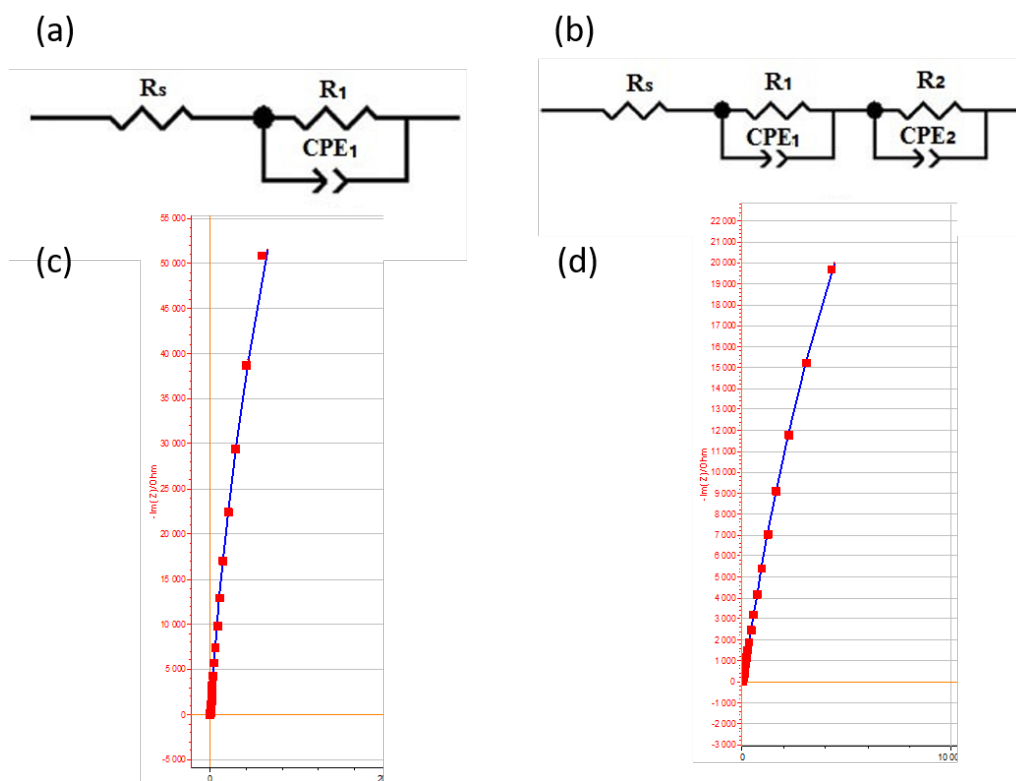 (a)
Rs
R1
CPE1
(b)
Rs
R1
R2
CPE1
CPE2
(c)
-Im(Z)/Ohm
55 000
50 000
45 000
40 000
35 000
30 000
25 000
20 000
15 000
10 000
5 000
0
-5 000
0
(d)
-Im(Z)/Ohm
22 000
21 000
20 000
19 000
18 000
17 000
16 000
15 000
14 000
13 000
12 000
11 000
10 000
9 000
8 000
7 000
6 000
5 000
4 000
3 000
2 000
1 000
0
-1 000
-2 000
-3 000
0